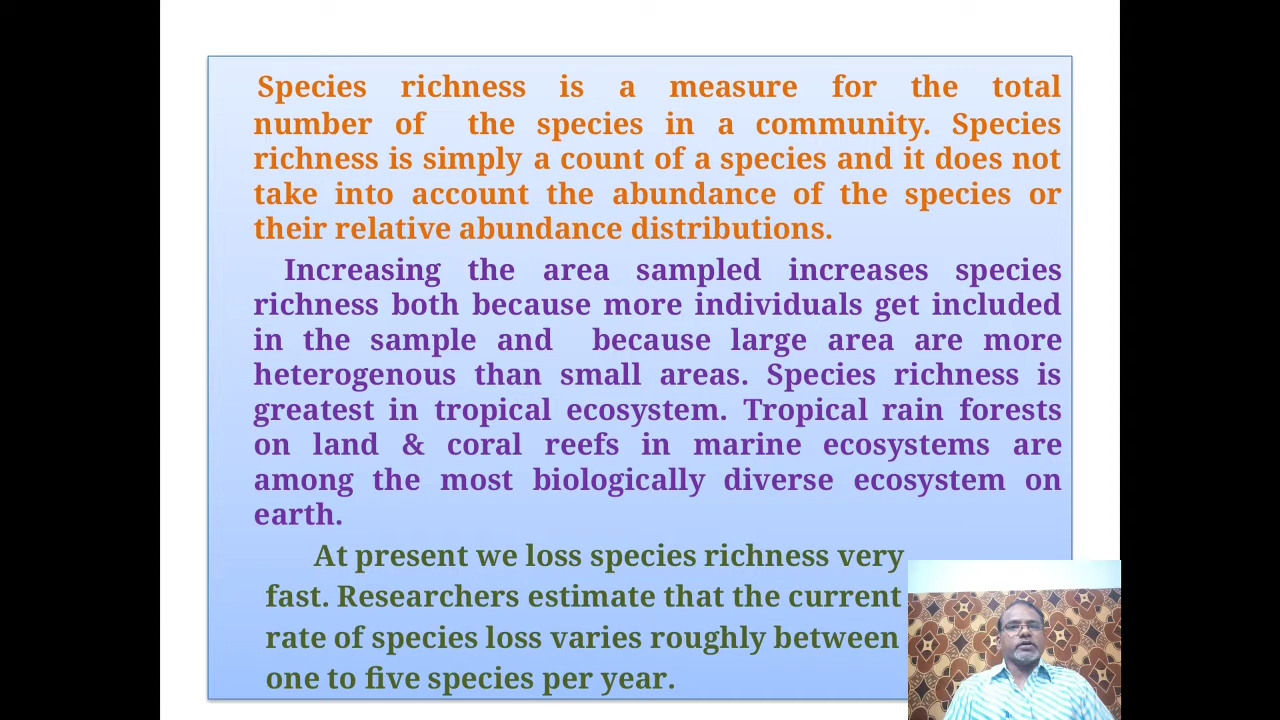 Species richness is a measure for the total
number of the species in a community. Species
richness is simply a count of a species and it does not
take into account the abundance of the species or
their relative abundance distributions.
Increasing the area sampled increases species
richness both because more individuals get included
in the sample and because large area are more
heterogenous than small areas. Species richness is
greatest in tropical ecosystem. Tropical rain forests
on land & coral reefs in marine ecosystems are
among the most biologically diverse ecosystem on
earth.
At present we loss species richness very
fast. Researchers estimate that the current
rate of species loss varies roughly between
one to five species per year.